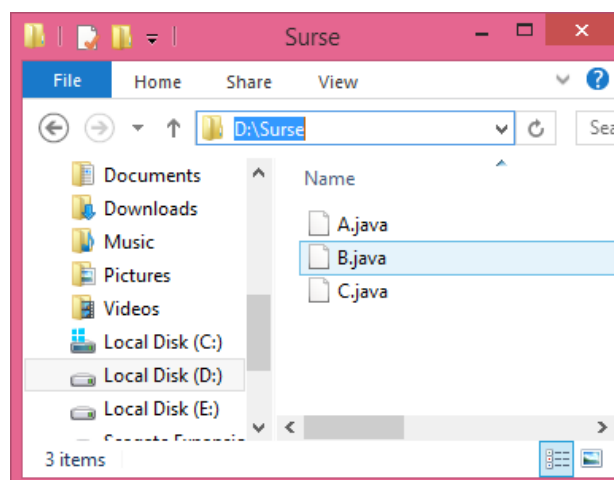 Surse
File Home Share View
D:\Surse
Documents
Downloads
Music
Pictures
Videos
Local Disk (C:)
Local Disk (D:)
Local Disk (E:)
Name
A.java
B.java
C.java
3 items